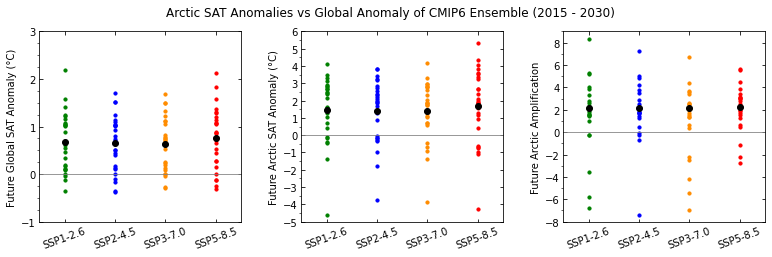 Arctic SAT Anomalies vs Global Anomaly of CMIP6 Ensemble (2015 - 2030)
Future Global SAT Anomaly (°C)
3
2
1
0
−1
SSP1-2.6
SSP2-4.5
SSP3-7.0
SSP5-8.5
Future Arctic SAT Anomaly (°C)
6
5
4
3
2
1
0
−1
−2
−3
−4
−5
SSP1-2.6
SSP2-4.5
SSP3-7.0
SSP5-8.5
Future Arctic Amplification
8
6
4
2
0
−2
−4
−6
−8
SSP1-2.6
SSP2-4.5
SSP3-7.0
SSP5-8.5